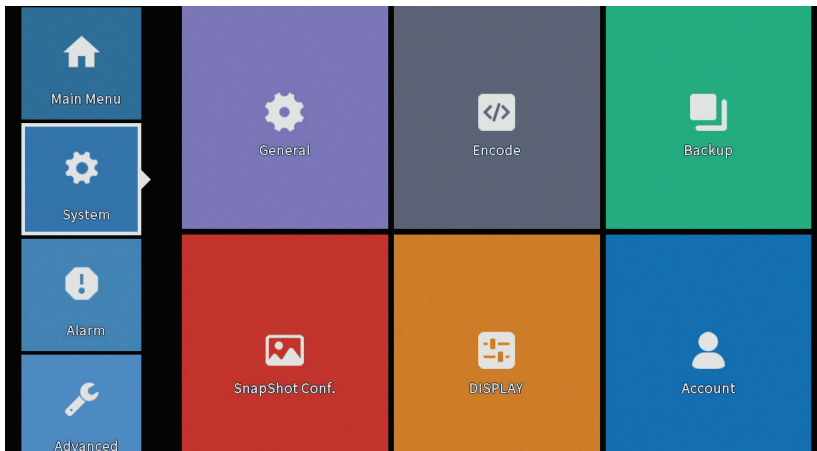 Main Menu
System
Alarm
Advanced
General
Encode
Backup
SnapShot Conf.
DISPLAY
Account